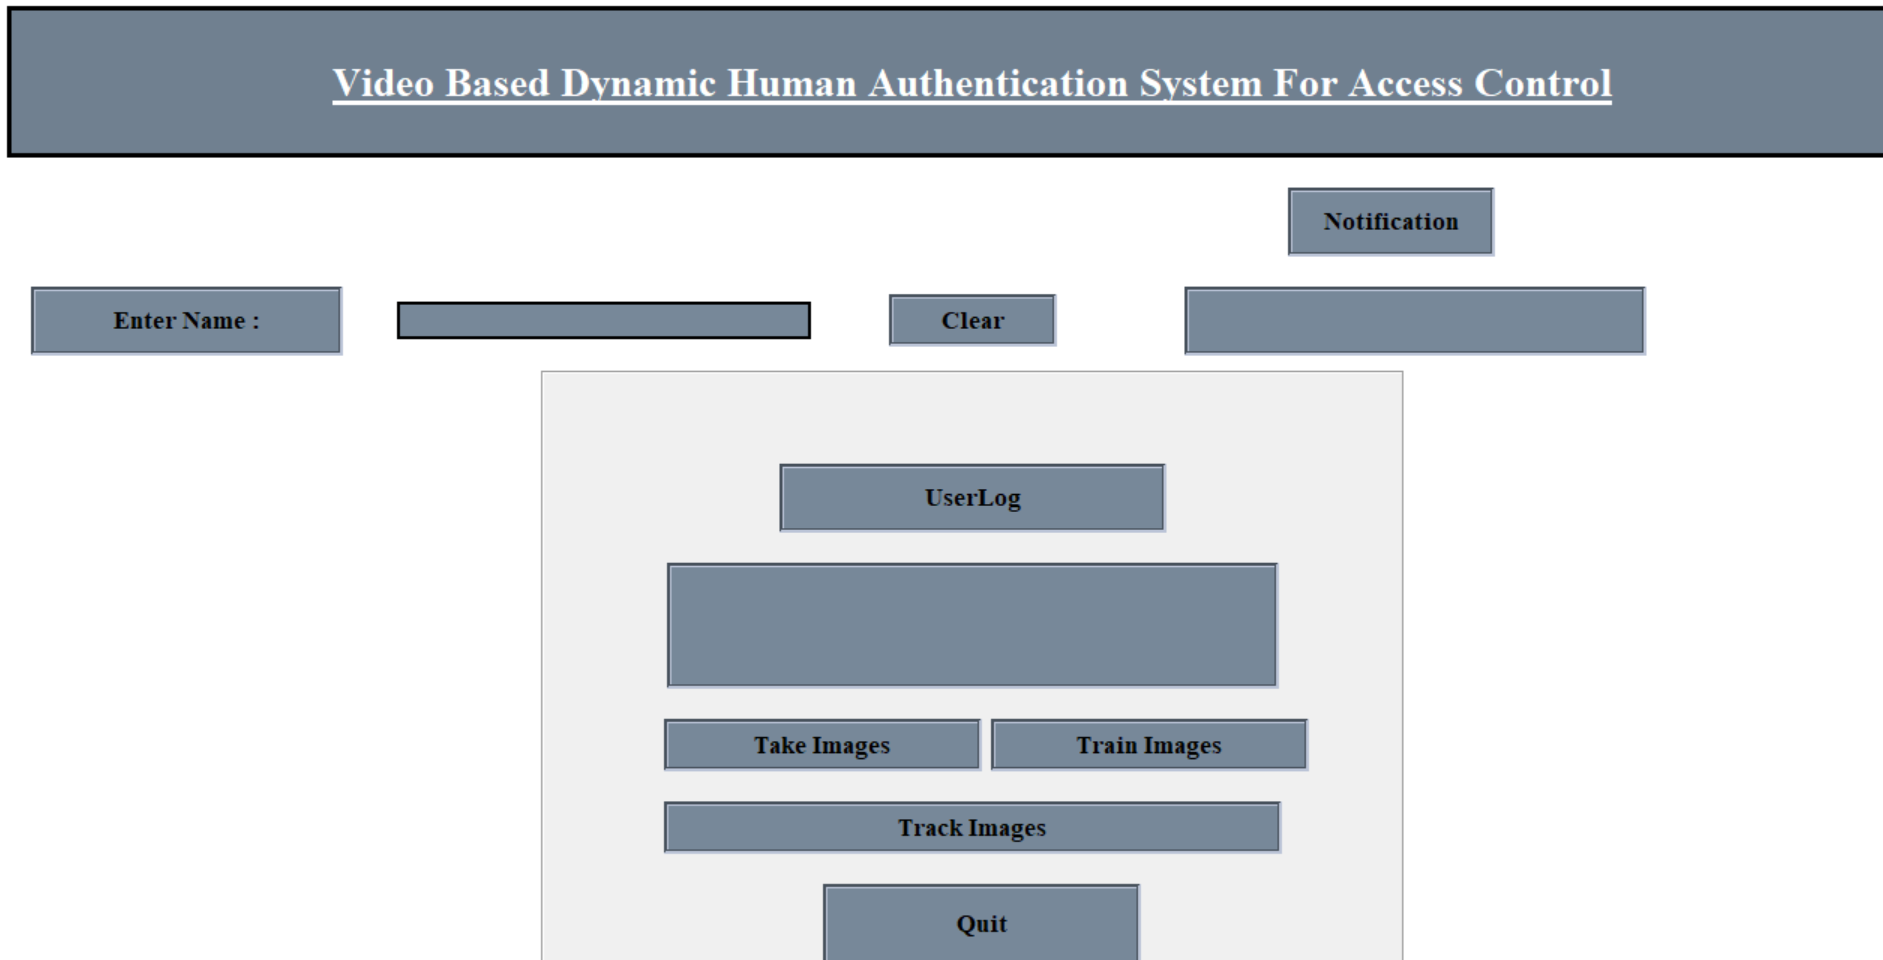 Video Based Dynamic Human Authentication System For Access Control
Notification
Enter Name :
Clear
UserLog
Take Images
Train Images
Track Images
Quit